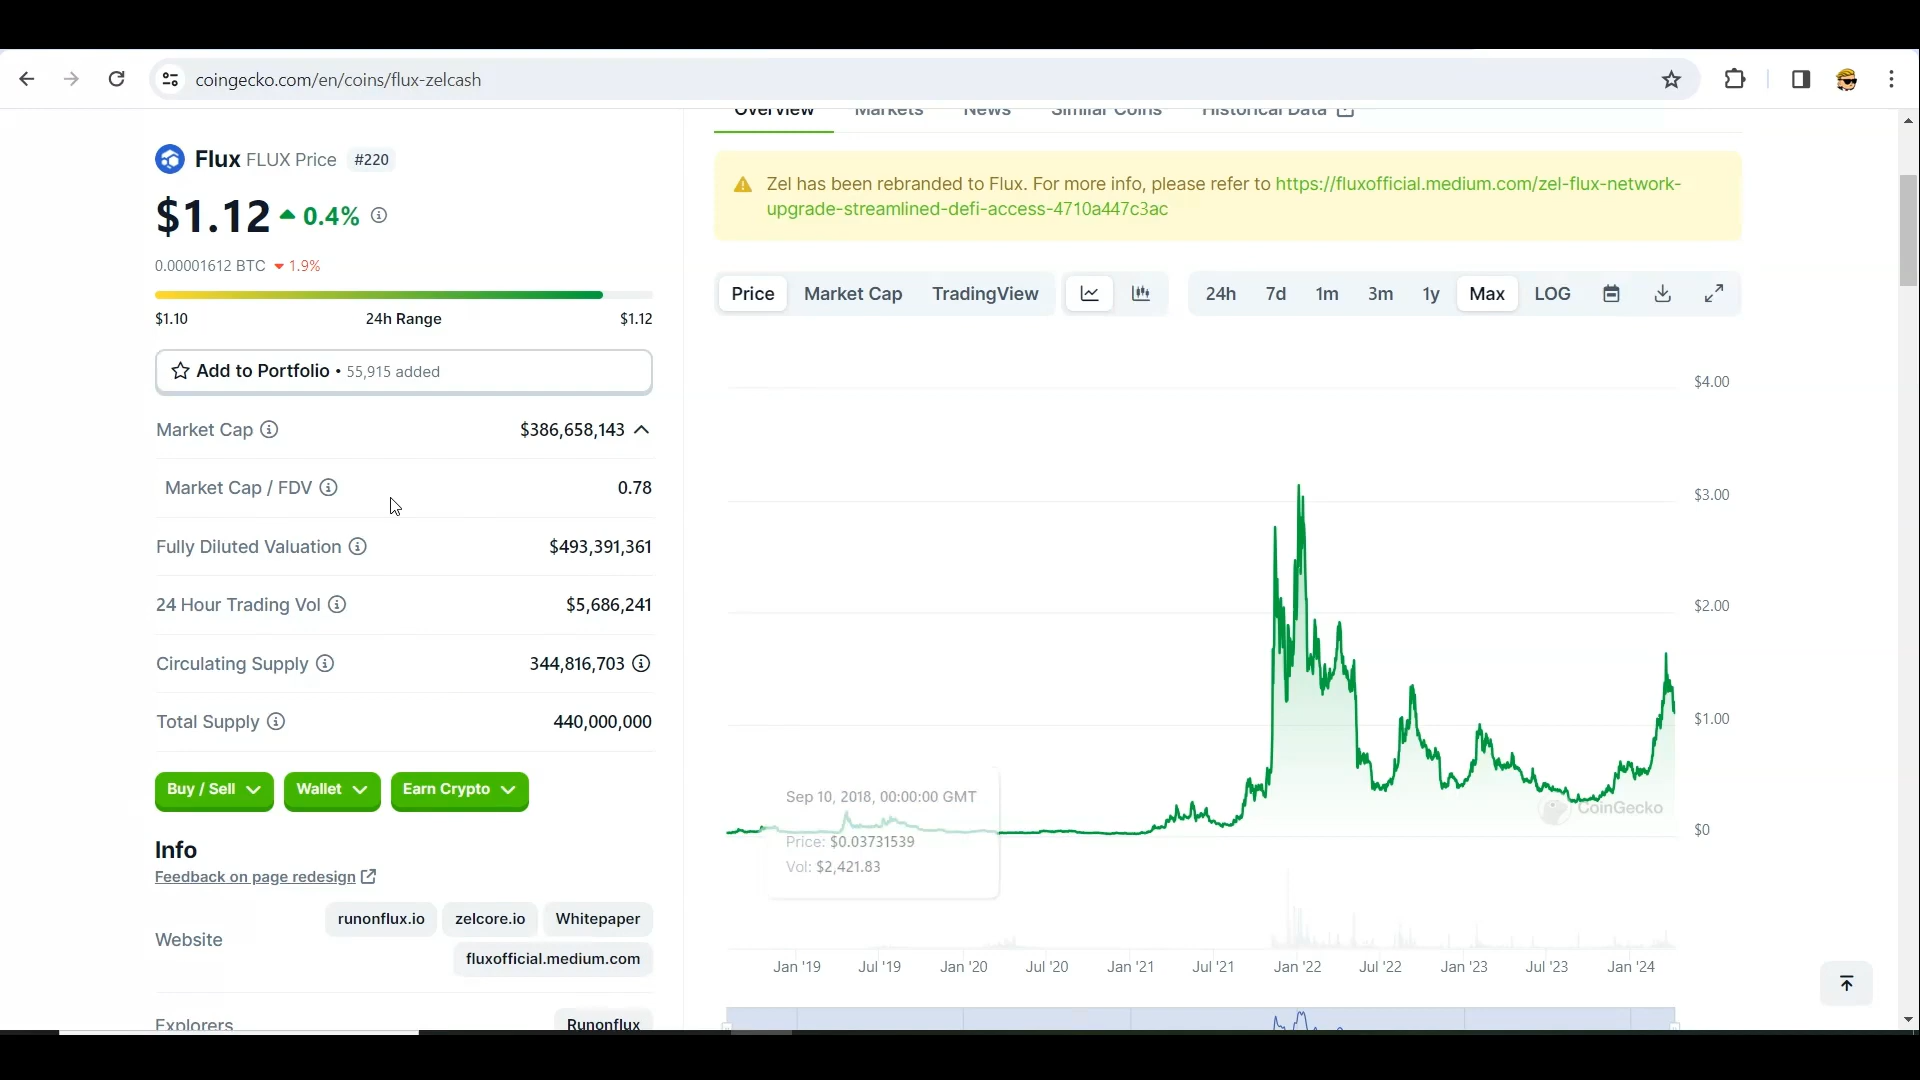 coingecko.com/en/coins/flux-zelcash
Overview Markets News Similar Coins Historical Data
Flux FLUX Price #220
$1.12 0.4%
0.00001612 BTC 1.9%
$1.10 24h Range $1.12
Add to Portfolio • 55,915 added
Market Cap $386,658,143
Market Cap / FDV 0.78
Fully Diluted Valuation $493,391,361
24 Hour Trading Vol $5,686,241
Circulating Supply 344,816,703
Total Supply 440,000,000
Buy / Sell Wallet Earn Crypto
Info
Feedback on page redesign
Website runonflux.io zelcore.io Whitepaper
fluxofficial.medium.com
Explorers Runonflux
Zel has been rebranded to Flux. For more info, please refer to https://fluxofficial.medium.com/zel-flux-network-
upgrade-streamlined-defi-access-4710a447c3ac
Price Market Cap TradingView 24h 7d 1m 3m 1y Max LOG
$4.00
$3.00
$2.00
$1.00
$0
Sep 10, 2018, 00:00:00 GMT
Price: $0.03731539
Vol: $2,421.83
CoinGecko
Jan '19 Jul '19 Jan '20 Jul '20 Jan '21 Jul '21 Jan '22 Jul '22 Jan '23 Jul '23 Jan '24